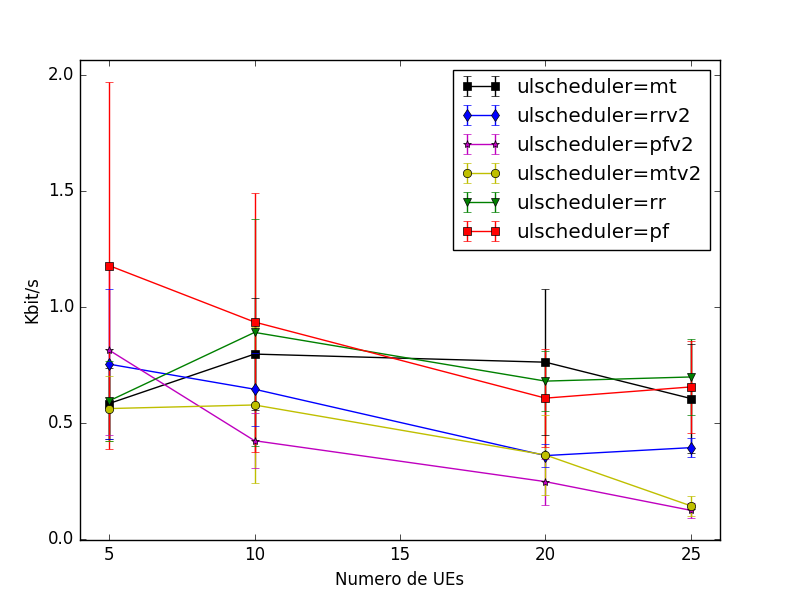 2.0
1.5
1.0
0.5
0.0
Kbit/s
5
10
15
20
25
Numero de UEs
ulscheduler=mt
ulscheduler=rrv2
ulscheduler=pfv2
ulscheduler=mtv2
ulscheduler=rr
ulscheduler=pf